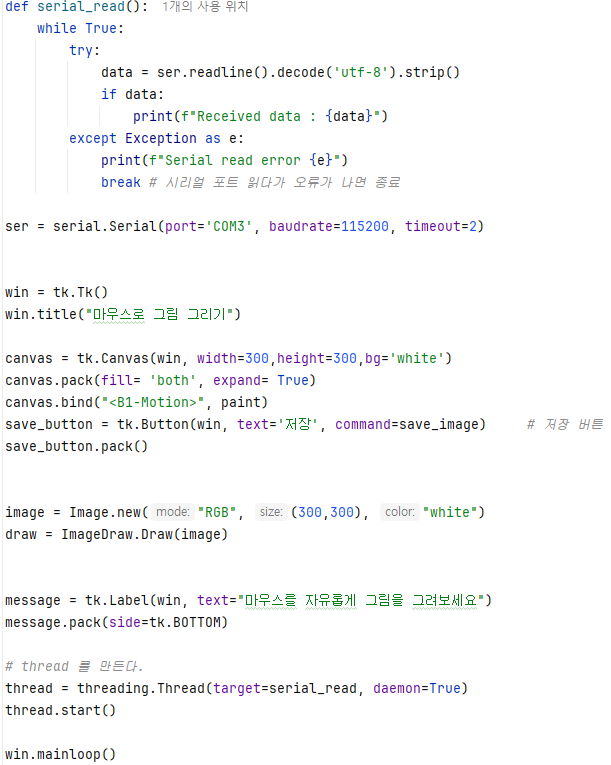 def serial_read(): 1개의 사용 위치
    while True:
        try:
            data = ser.readline().decode('utf-8').strip()
            if data:
                print(f"Received data : {data}")
        except Exception as e:
            print(f"Serial read error {e}")
            break # 시리얼 포트 읽다가 오류가 나면 종료
ser = serial.Serial(port='COM3', baudrate=115200, timeout=2)
win = tk.Tk()
win.title("마우스로 그림 그리기")
canvas = tk.Canvas(win, width=300,height=300,bg='white')
canvas.pack(fill= 'both', expand= True)
canvas.bind("<B1-Motion>", paint)
save_button = tk.Button(win, text='저장', command=save_image)     # 저장 버튼
save_button.pack()
image = Image.new( mode: "RGB", size: (300,300), color: "white")
draw = ImageDraw.Draw(image)
message = tk.Label(win, text="마우스를 자유롭게 그림을 그려보세요")
message.pack(side=tk.BOTTOM)
# thread 를 만든다.
thread = threading.Thread(target=serial_read, daemon=True)
thread.start()
win.mainloop()